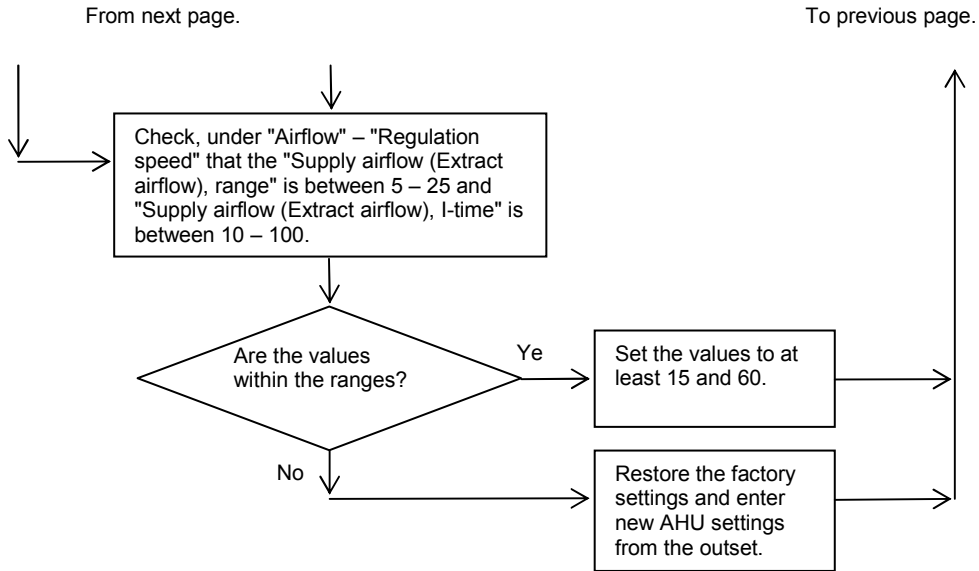 From next page.
To previous page.
Check, under "Airflow" – "Regulation
speed" that the "Supply airflow (Extract
airflow), range" is between 5 – 25 and
"Supply airflow (Extract airflow), I-time" is
between 10 – 100.
Are the values
within the ranges?
Ye
Set the values to at
least 15 and 60.
No
Restore the factory
settings and enter
new AHU settings
from the outset.